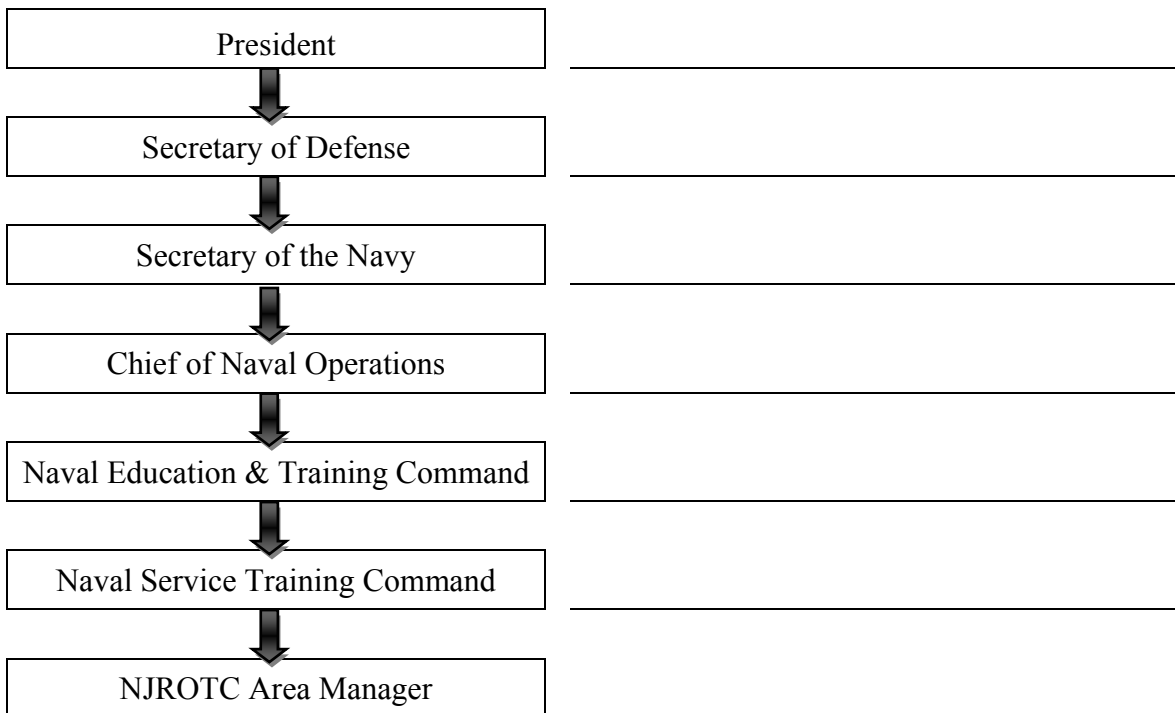 President
Secretary of Defense
Secretary of the Navy
Chief of Naval Operations
Naval Education & Training Command
Naval Service Training Command
NJROTC Area Manager